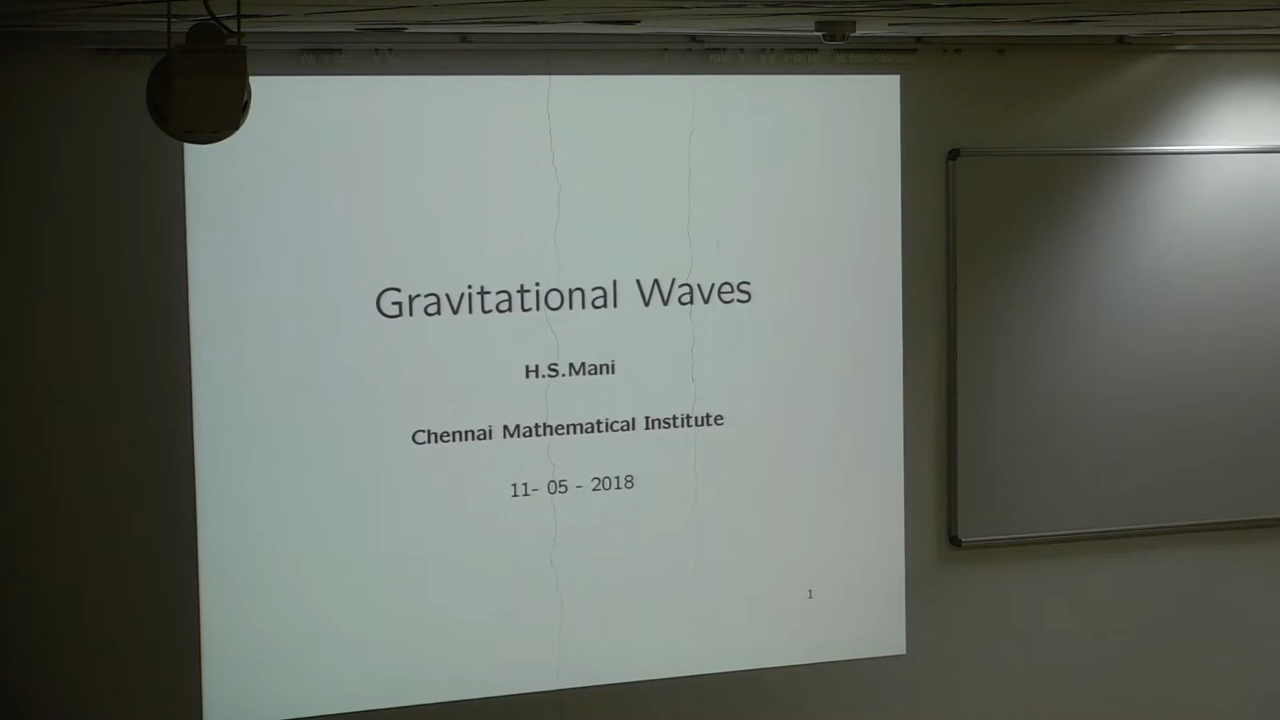 Gravitational Waves
H.S.Mani
Chennai Mathematical Institute
11- 05 - 2018
1